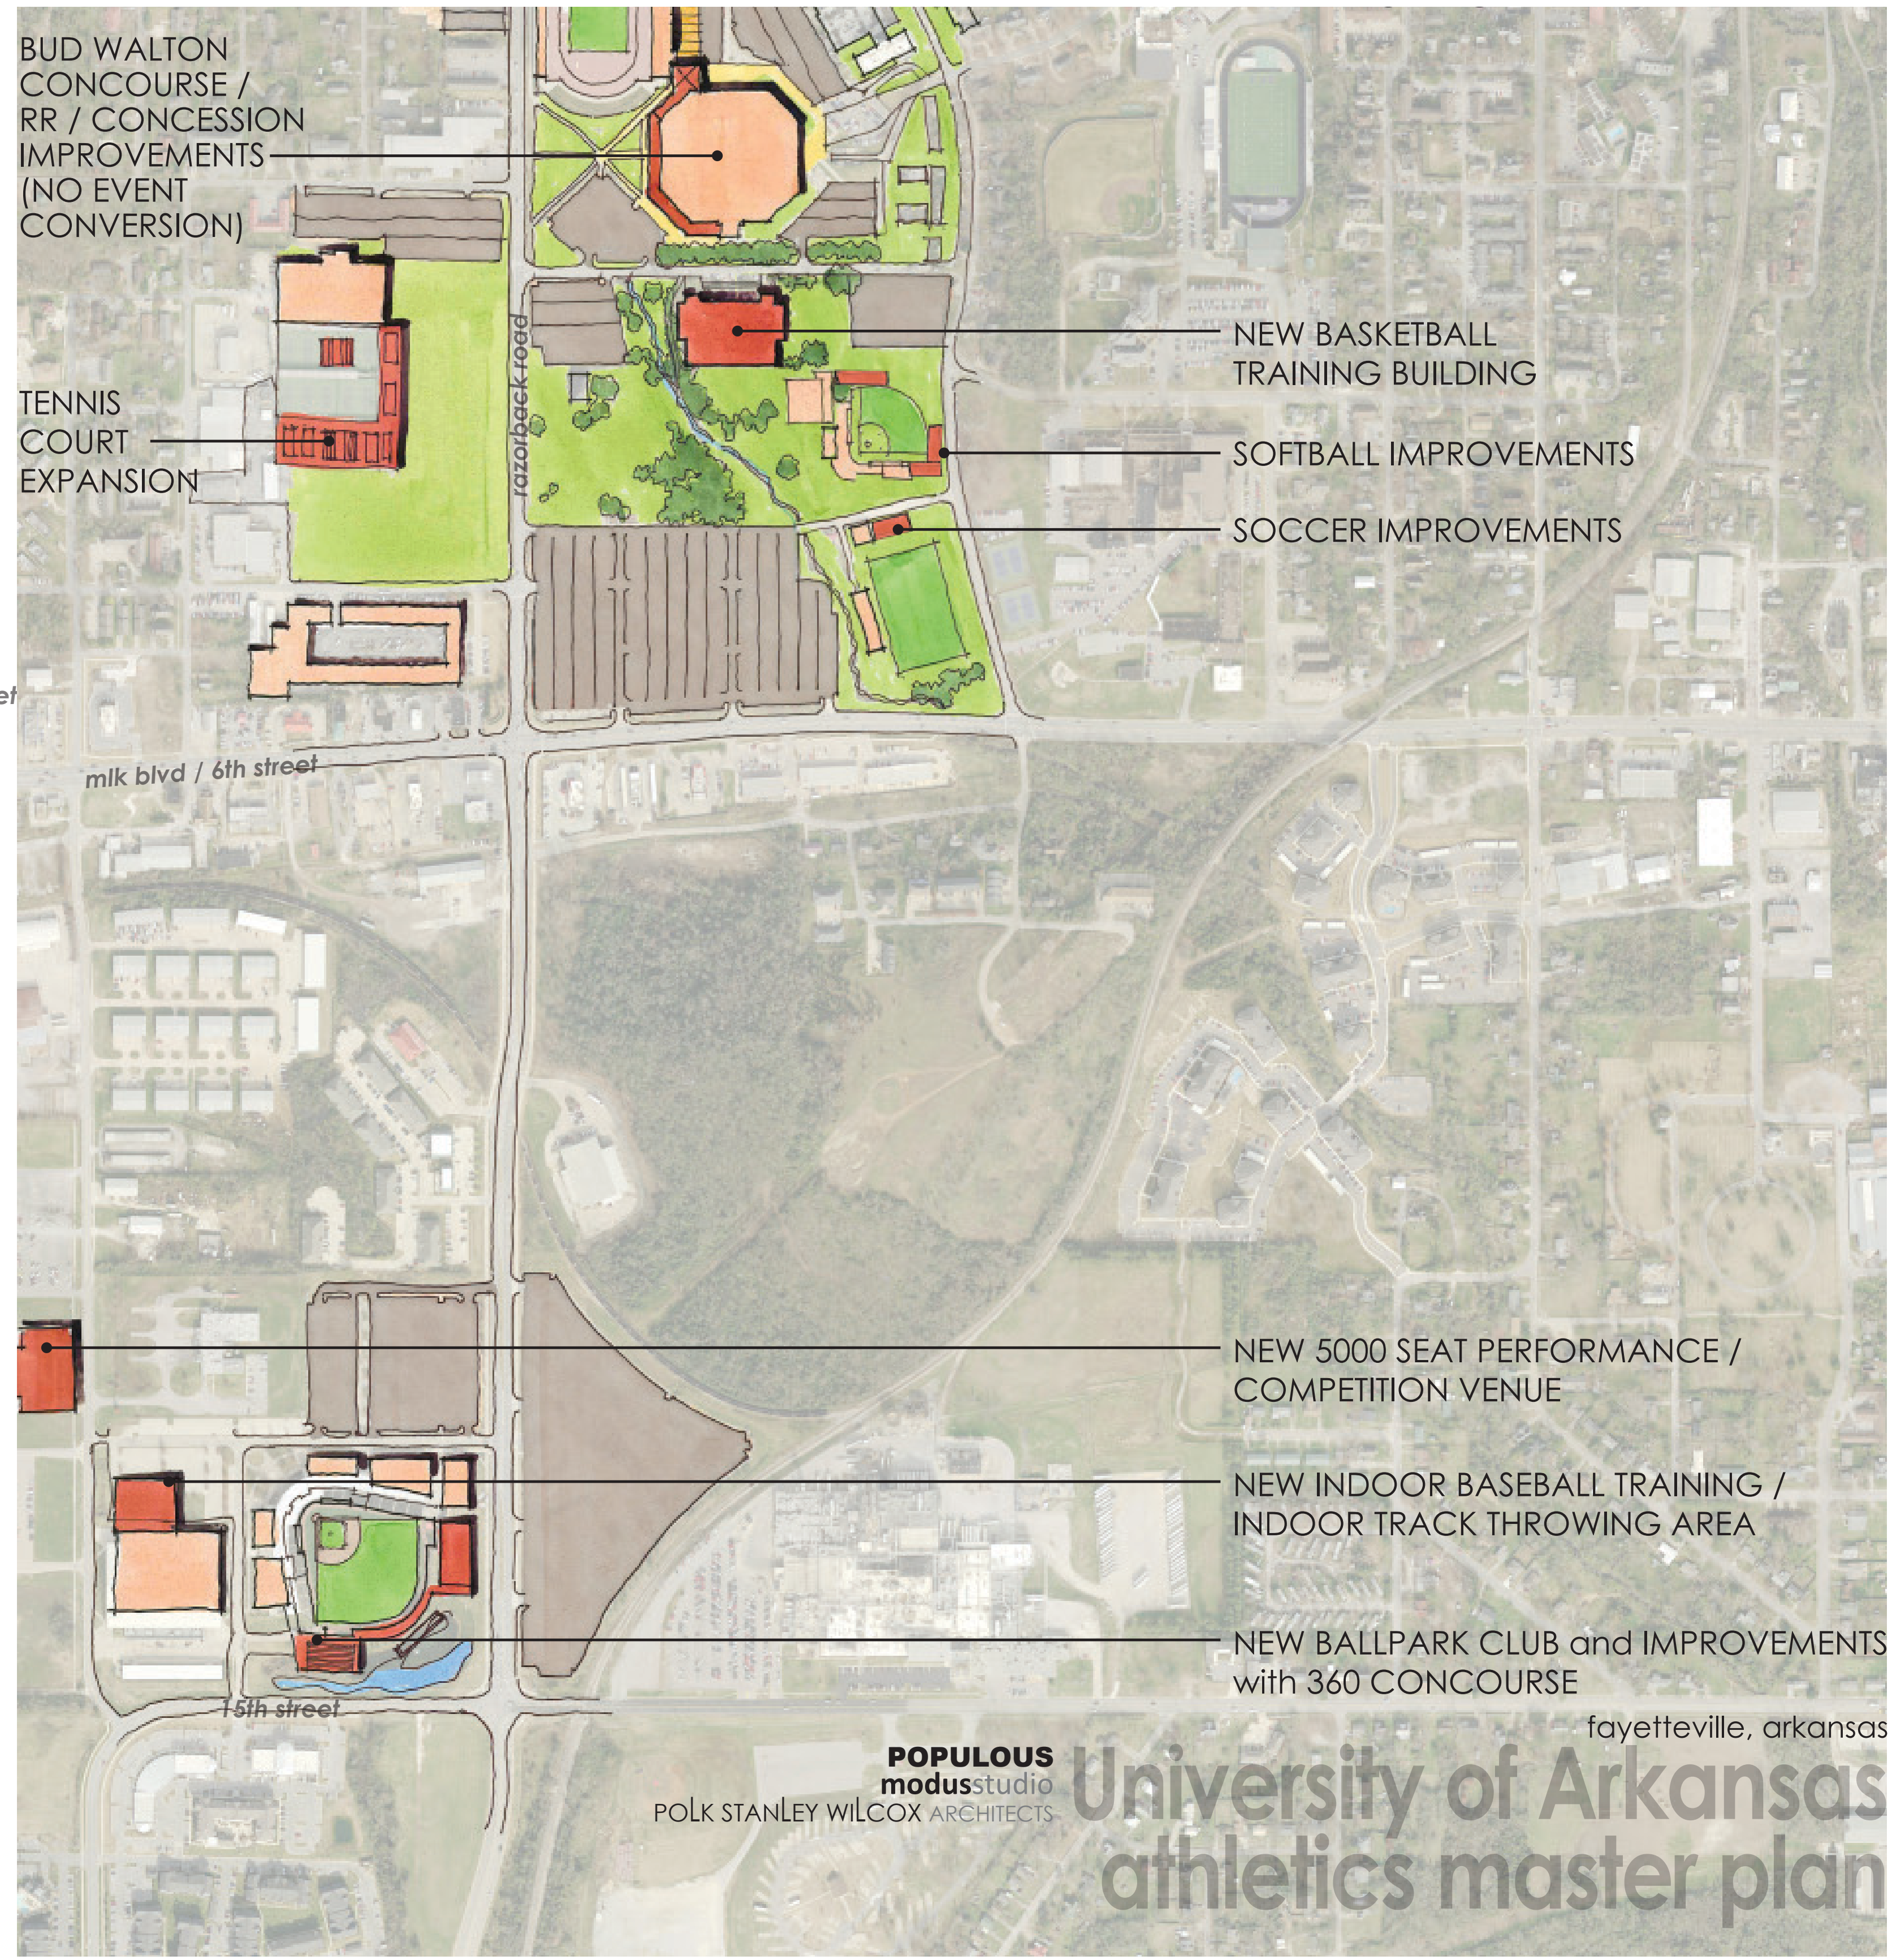 BUD WALTON
CONCOURSE /
RR / CONCESSION
IMPROVEMENTS
(NO EVENT
CONVERSION)
razorback road
NEW BASKETBALL
TRAINING BUILDING
TENNIS
COURT
EXPANSION
SOFTBALL IMPROVEMENTS
SOCCER IMPROVEMENTS
et
mlk blvd / 6th street
NEW 5000 SEAT PERFORMANCE /
COMPETITION VENUE
NEW INDOOR BASEBALL TRAINING /
INDOOR TRACK THROWING AREA
NEW BALLPARK CLUB and IMPROVEMENTS
with 360 CONCOURSE
15th street
fayetteville, arkansas
POPULOUS
modusstudio
POLK STANLEY WILCOX ARCHITECTS
University of Arkansas
athletics master plan